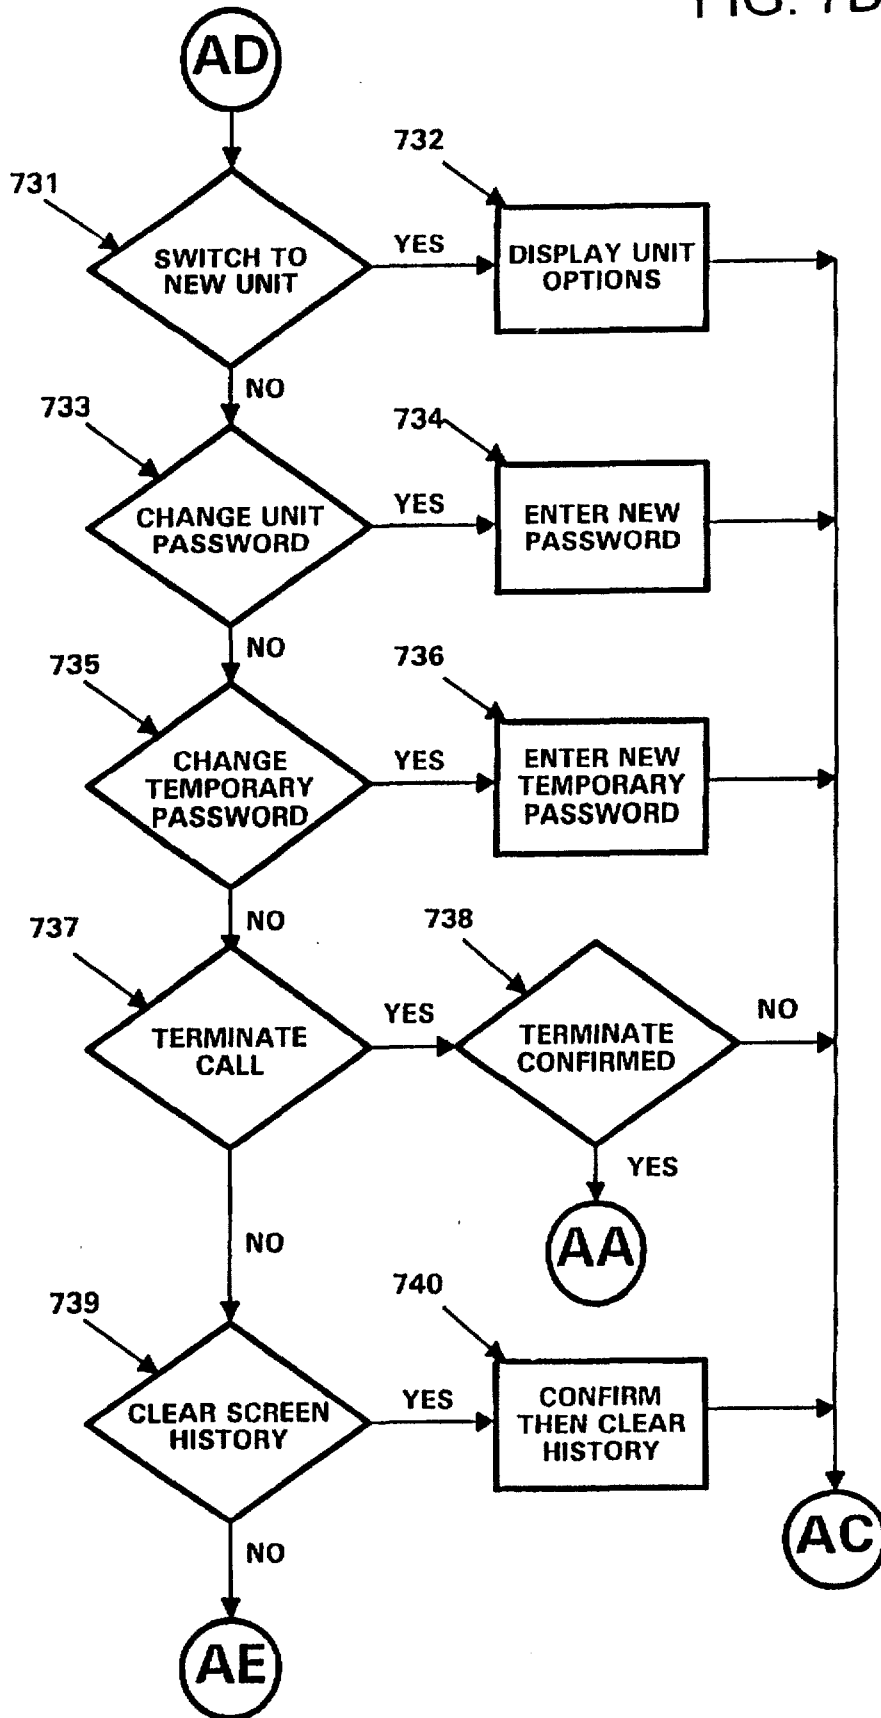 FIG. 7D
AD
731
SWITCH TO
NEW UNIT
YES
732
DISPLAY UNIT
OPTIONS
NO
733
CHANGE UNIT
PASSWORD
YES
734
ENTER NEW
PASSWORD
NO
735
CHANGE
TEMPORARY
PASSWORD
YES
736
ENTER NEW
TEMPORARY
PASSWORD
NO
737
TERMINATE
CALL
YES
738
TERMINATE
CONFIRMED
NO
YES
AA
NO
739
CLEAR SCREEN
HISTORY
YES
740
CONFIRM
THEN CLEAR
HISTORY
AC
NO
AE